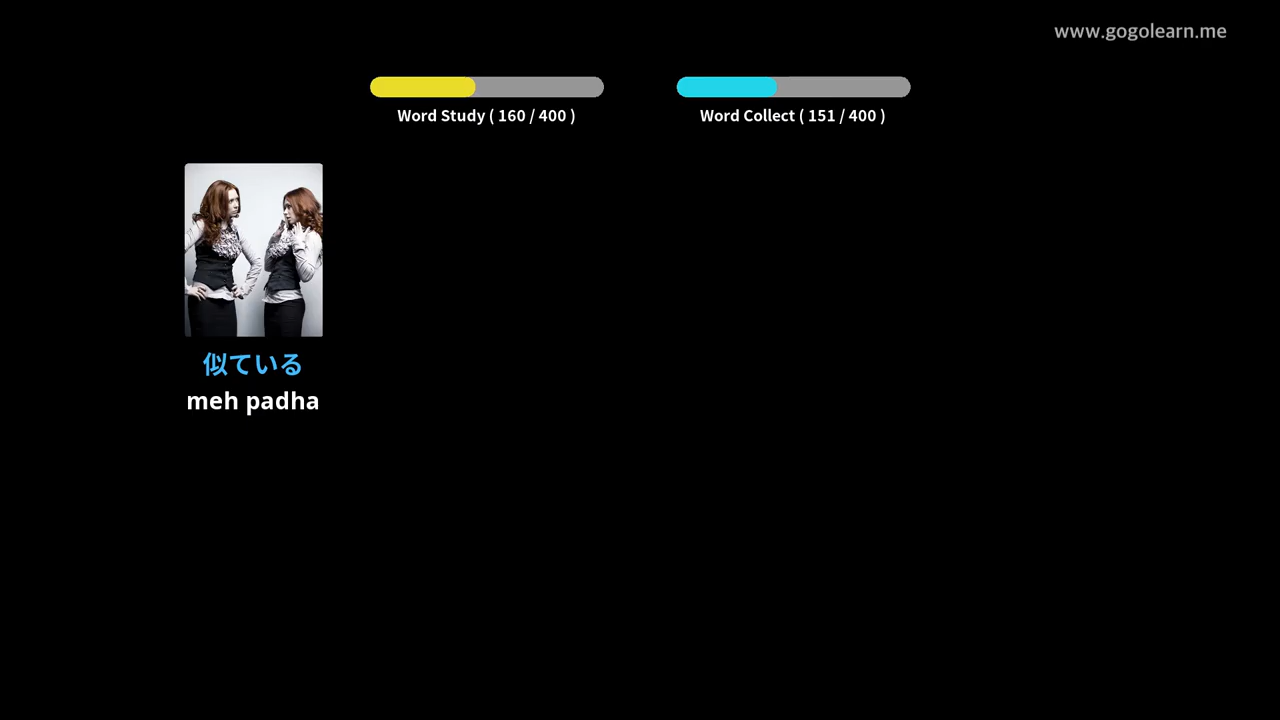 www.gogolearn.me
Word Study ( 160 / 400 )
Word Collect ( 151 / 400 )
似ている
meh padha